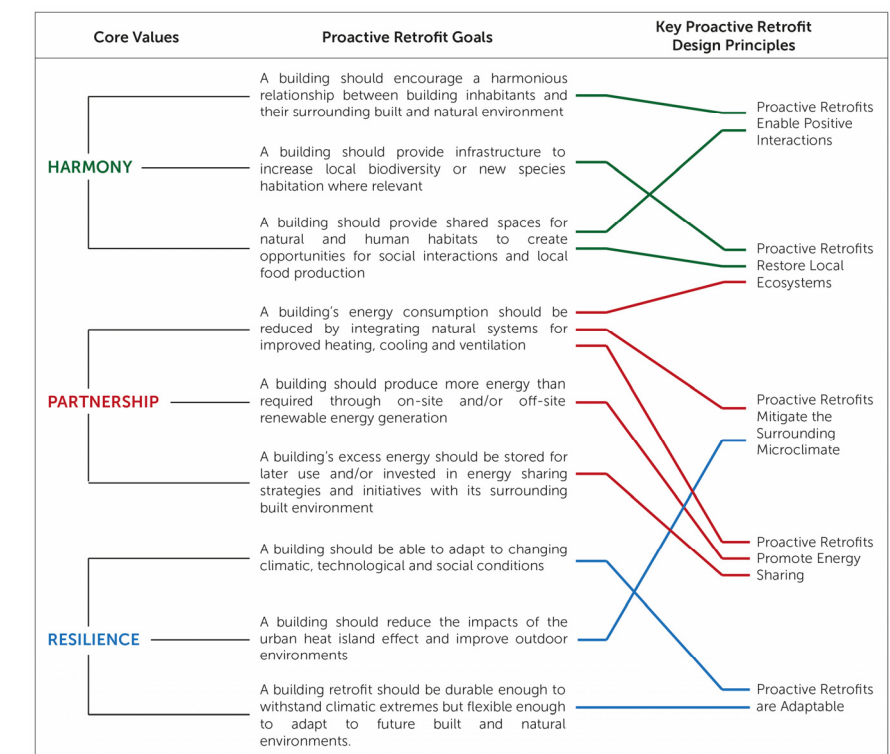 Core Values
Proactive Retrofit Goals
Key Proactive Retrofit
Design Principles
HARMONY
A building should encourage a harmonious
relationship between building inhabitants and
their surrounding built and natural environment
A building should provide infrastructure to
increase local biodiversity or new species
habitation where relevant
A building should provide shared spaces for
natural and human habitats to create
opportunities for social interactions and local
food production
PARTNERSHIP
A building's energy consumption should be
reduced by integrating natural systems for
improved heating, cooling and ventilation
A building should produce more energy than
required through on-site and/or off-site
renewable energy generation
A building's excess energy should be stored for
later use and/or invested in energy sharing
strategies and initiatives with its surrounding
built environment
RESILIENCE
A building should be able to adapt to changing
climatic, technological and social conditions
A building should reduce the impacts of the
urban heat island effect and improve outdoor
environments
A building retrofit should be durable enough to
withstand climatic extremes but flexible enough
to adapt to future built and natural
environments.
Proactive Retrofits
Enable Positive
Interactions
Proactive Retrofits
Restore Local
Ecosystems
Proactive Retrofits
Mitigate the
Surrounding
Microclimate
Proactive Retrofits
Promote Energy
Sharing
Proactive Retrofits
are Adaptable